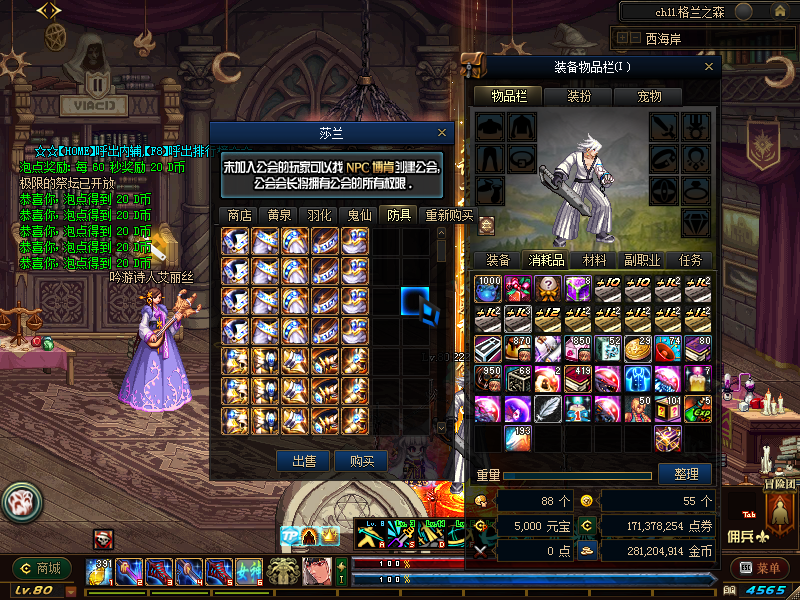 ch11.格兰之森
西海岸
VIACI3
☆☆【HOME】呼出内辅,【F8】呼出排行
泡点奖励: 每 60 秒奖励 20 D币
极限的祭坛已开放
恭喜你, 泡点得到 20 D币
恭喜你, 泡点得到 20 D币
恭喜你, 泡点得到 20 D币
恭喜你, 泡点得到 20 D币
恭喜你, 泡点得到 20 D币
吟游诗人艾丽丝
莎兰
未加入公会的玩家可以找 NPC 博肯创建公会,
公会会长将拥有公会的所有权限 .
商店 黄泉 羽化 鬼仙 防具 重新购买
出售 购买
装备物品栏(I)
物品栏 装扮 宠物
装备 消耗品 材料 副职业 任务
1000 8 +10 +10 +12 +12
870 1850 52 29 74 80
950 68 2 419 7
50 101 5
193
重量 整理
88 个 55 个
5,000 元宝 171,378,254 点券
0 点 281,204,914 金币
冒险团
Tab
佣兵
TP
商城
391
女神
100%
100%
ESC 菜单
Lv.80
4565